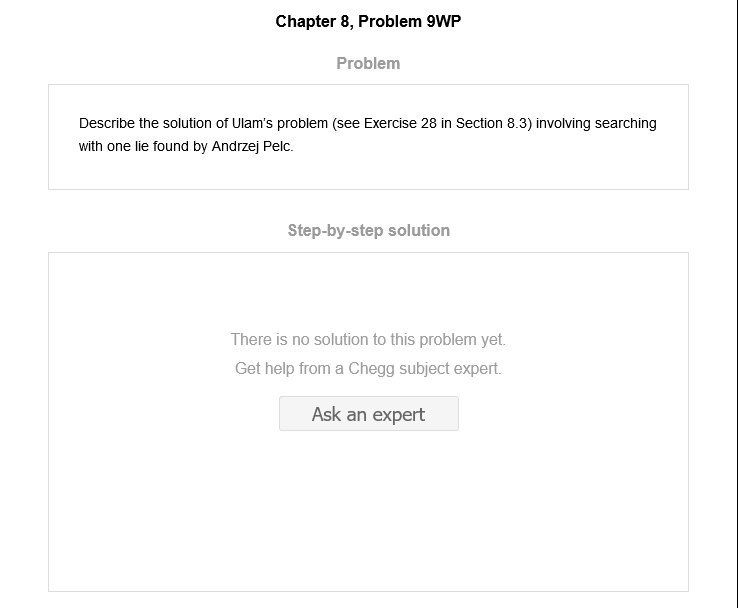 Chapter 8, Problem 9WP
Problem
Describe the solution of Ulam's problem (see Exercise 28 in Section 8.3) involving searching
with one lie found by Andrzej Pelc.
Step-by-step solution
There is no solution to this problem yet.
Get help from a Chegg subject expert.
Ask an expert